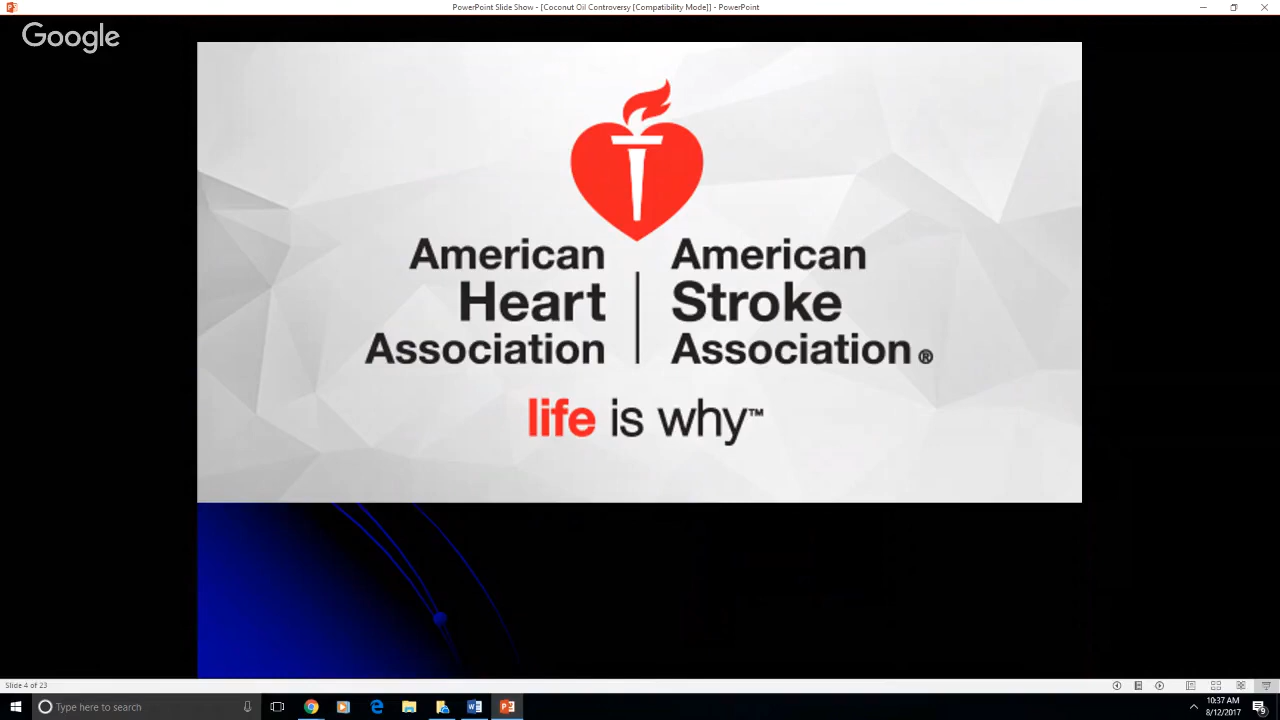 PowerPoint Slide Show - [Coconut Oil Controversy [Compatibility Mode]] - PowerPoint
Google
American
Heart
Association
American
Stroke
Association®
life is why™
Slide 4 of 23
Type here to search
10:37 AM
8/12/2017
9